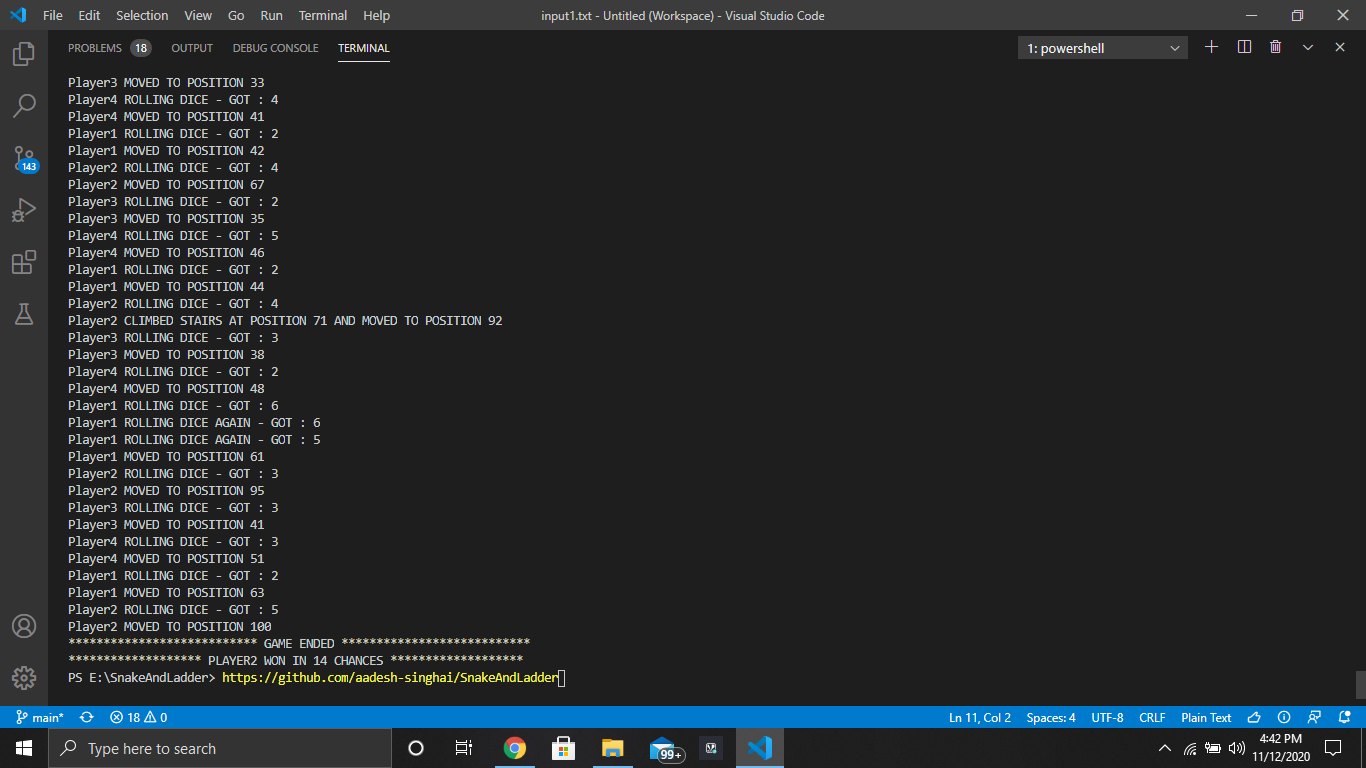 File Edit Selection View Go Run Terminal Help input1.txt - Untitled (Workspace) - Visual Studio Code
PROBLEMS 18 OUTPUT DEBUG CONSOLE TERMINAL 1: powershell
Player3 MOVED TO POSITION 33
Player4 ROLLING DICE - GOT : 4
Player4 MOVED TO POSITION 41
Player1 ROLLING DICE - GOT : 2
Player1 MOVED TO POSITION 42
Player2 ROLLING DICE - GOT : 4
Player2 MOVED TO POSITION 67
Player3 ROLLING DICE - GOT : 2
Player3 MOVED TO POSITION 35
Player4 ROLLING DICE - GOT : 5
Player4 MOVED TO POSITION 46
Player1 ROLLING DICE - GOT : 2
Player1 MOVED TO POSITION 44
Player2 ROLLING DICE - GOT : 4
Player2 CLIMBED STAIRS AT POSITION 71 AND MOVED TO POSITION 92
Player3 ROLLING DICE - GOT : 3
Player3 MOVED TO POSITION 38
Player4 ROLLING DICE - GOT : 2
Player4 MOVED TO POSITION 48
Player1 ROLLING DICE - GOT : 6
Player1 ROLLING DICE AGAIN - GOT : 6
Player1 ROLLING DICE AGAIN - GOT : 5
Player1 MOVED TO POSITION 61
Player2 ROLLING DICE - GOT : 3
Player2 MOVED TO POSITION 95
Player3 ROLLING DICE - GOT : 3
Player3 MOVED TO POSITION 41
Player4 ROLLING DICE - GOT : 3
Player4 MOVED TO POSITION 51
Player1 ROLLING DICE - GOT : 2
Player1 MOVED TO POSITION 63
Player2 ROLLING DICE - GOT : 5
Player2 MOVED TO POSITION 100
*************************** GAME ENDED ***************************
******************* PLAYER2 WON IN 14 CHANCES *******************
PS E:\SnakeAndLadder> https://github.com/aadesh-singhai/SnakeAndLadder
143
main* 18 0 Ln 11, Col 2 Spaces: 4 UTF-8 CRLF Plain Text
Type here to search 99+ 4:42 PM
11/12/2020